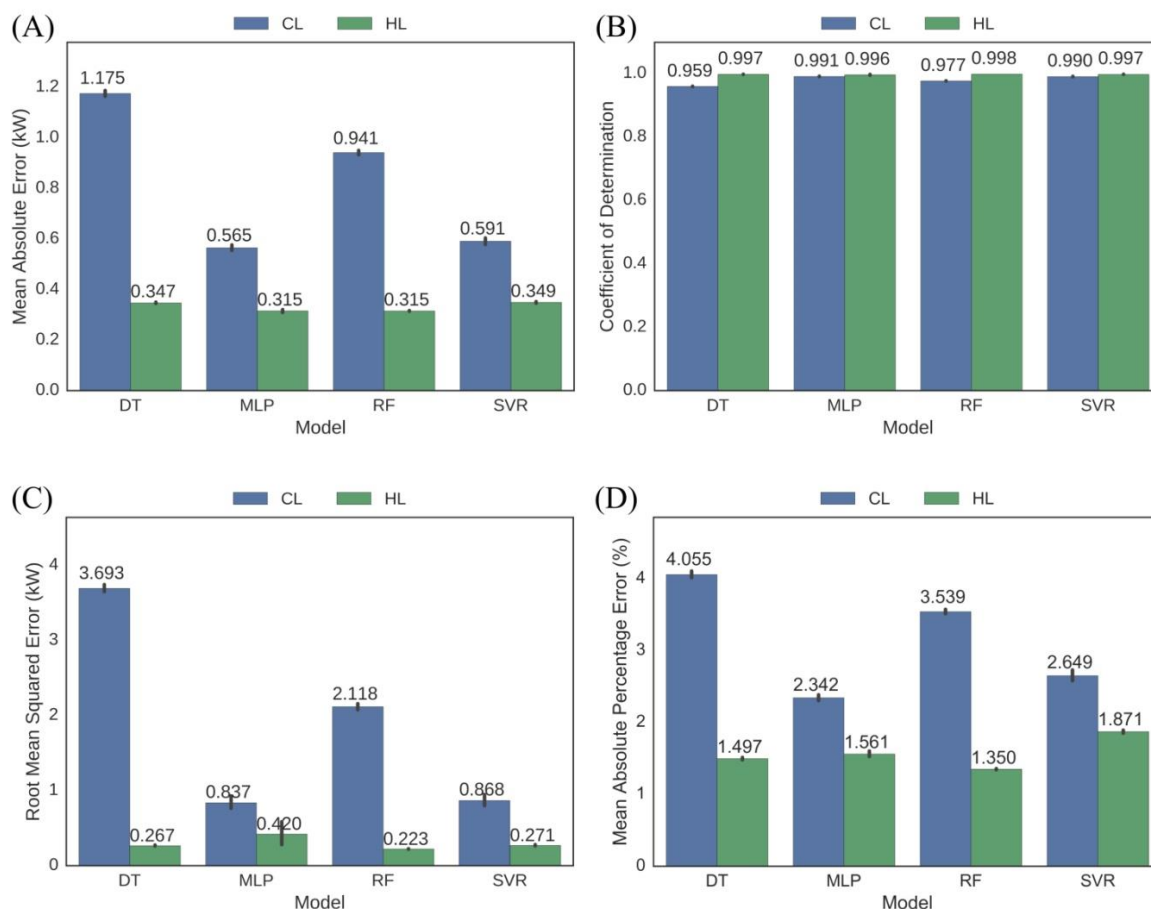 (A)
CL HL
Mean Absolute Error (kW)
1.2
1.0
0.8
0.6
0.4
0.2
0.0
1.175
0.347
0.565
0.315
0.941
0.315
0.591
0.349
DT MLP RF SVR
Model
(B)
CL HL
Coefficient of Determination
1.0
0.8
0.6
0.4
0.2
0.0
0.959
0.997
0.991
0.996
0.977
0.998
0.990
0.997
DT MLP RF SVR
Model
(C)
CL HL
Root Mean Squared Error (kW)
4
3
2
1
0
3.693
0.267
0.837
0.420
2.118
0.223
0.868
0.271
DT MLP RF SVR
Model
(D)
CL HL
Mean Absolute Percentage Error (%)
4
3
2
1
0
4.055
1.497
2.342
1.561
3.539
1.350
2.649
1.871
DT MLP RF SVR
Model